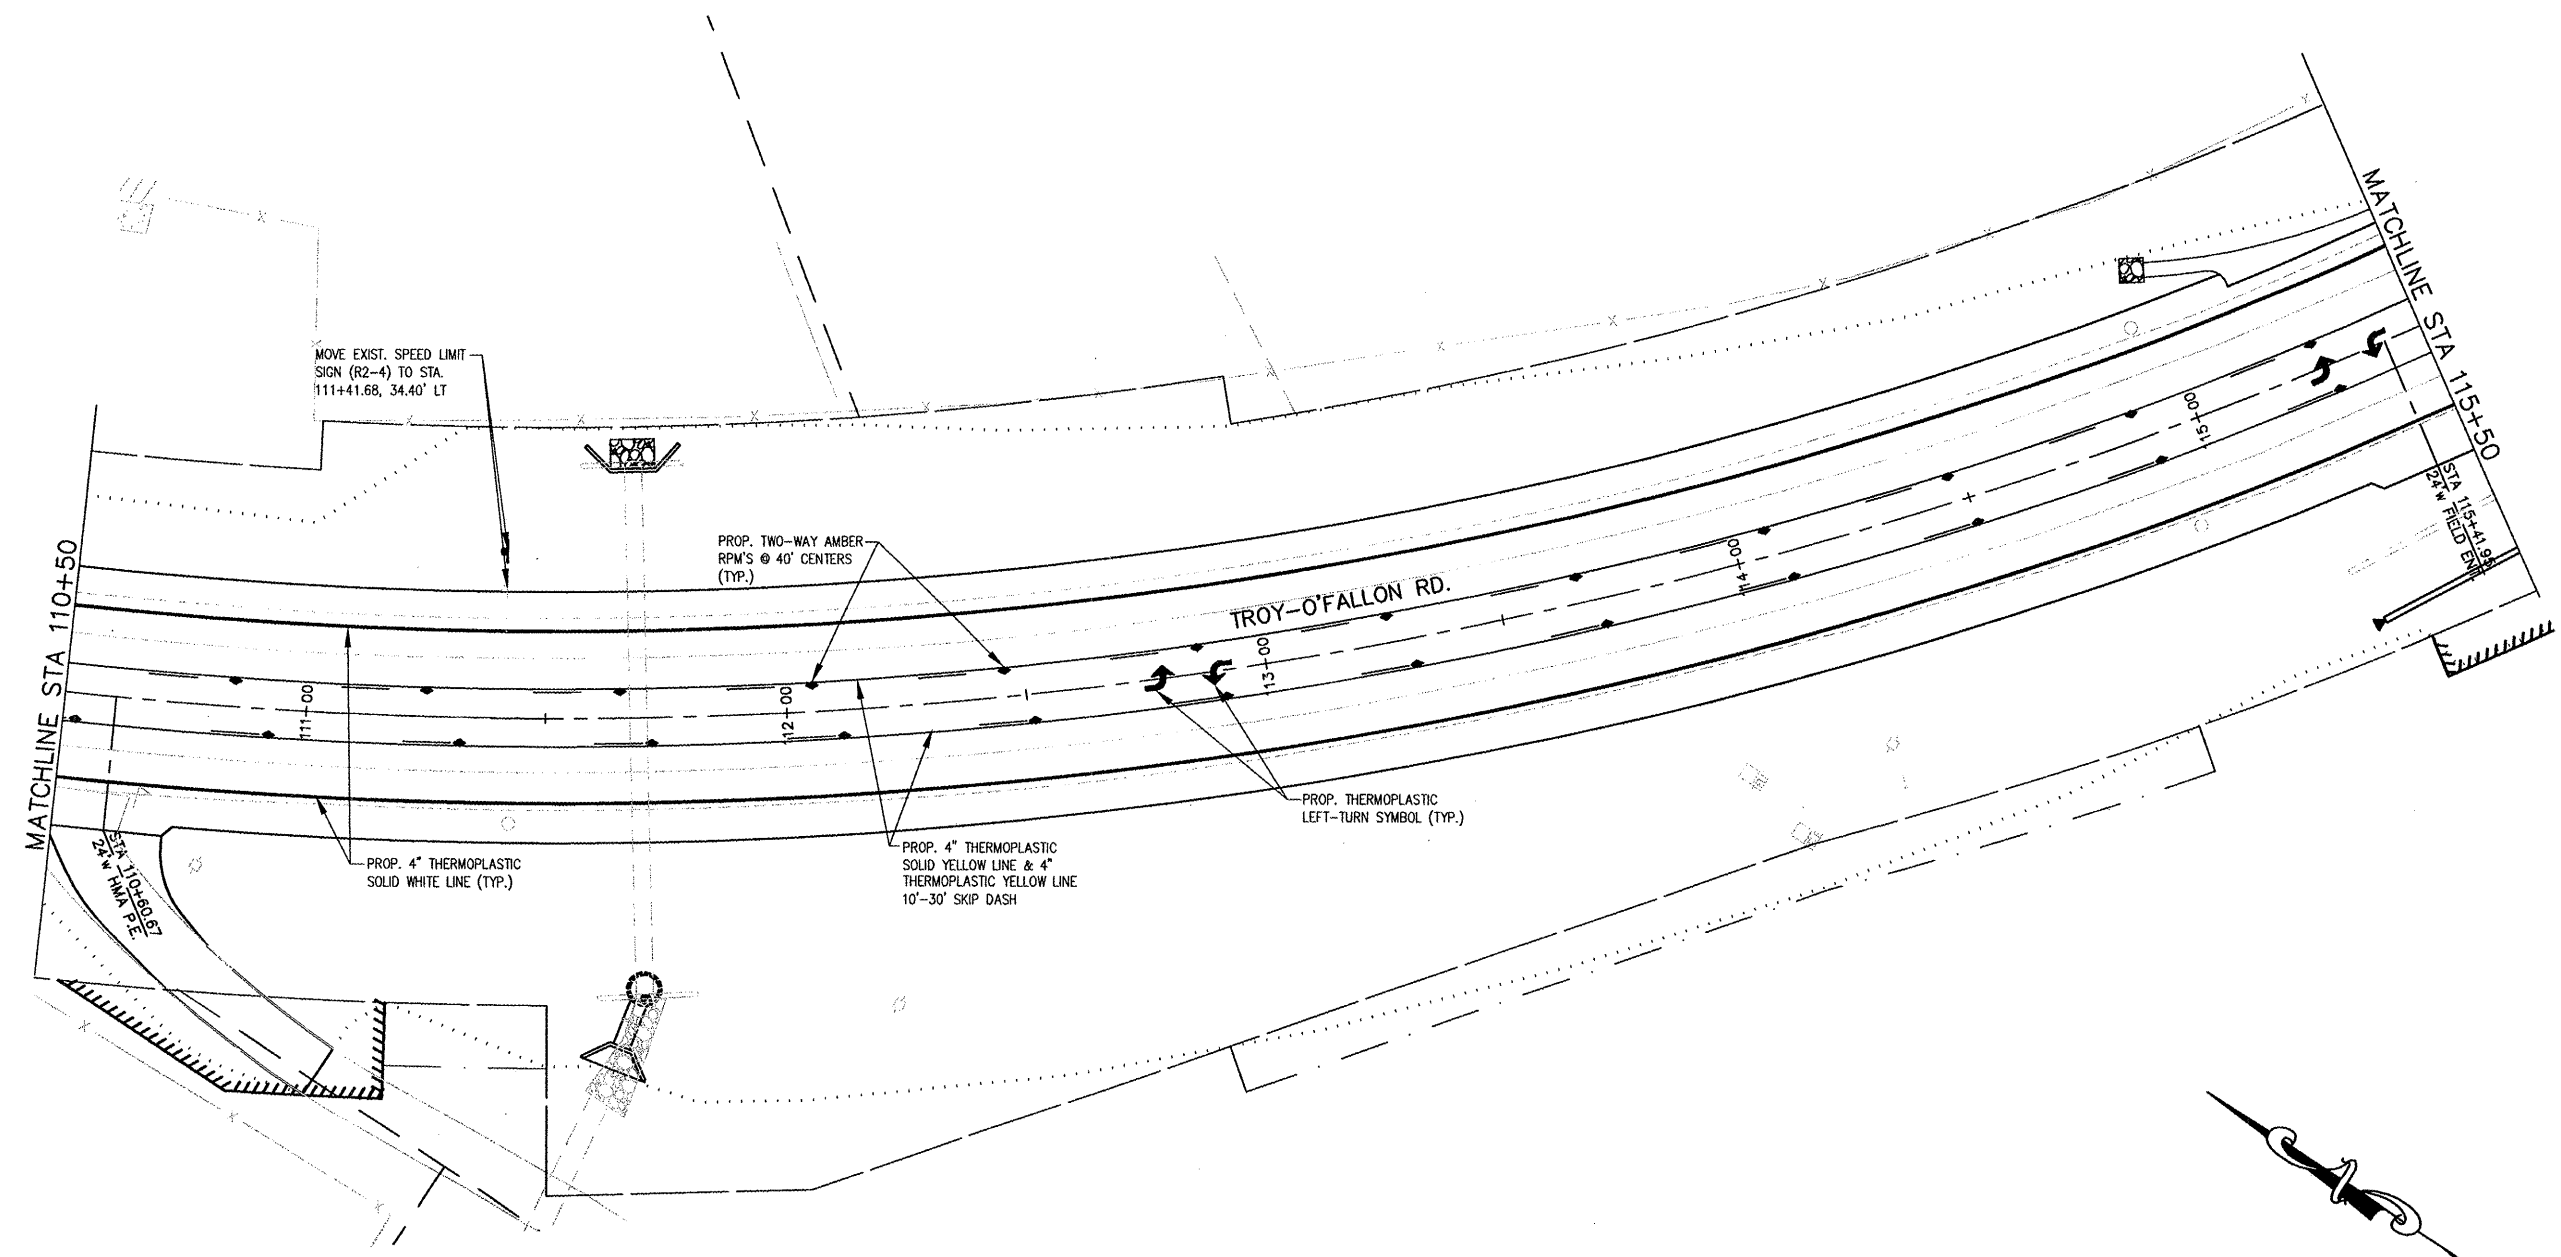 MOVE EXIST. SPEED LIMIT
SIGN (R2-4) TO STA.
111+41.68, 34.40' LT
MATCHLINE STA 110+50
PROP. TWO-WAY AMBER
RPM'S @ 40' CENTERS
(TYP.)
TROY-O'FALLON RD.
111+00
112+00
113+00
114+00
115+00
MATCHLINE STA 115+50
STA 115+41.95
24'w FIELD ENT.
PROP. THERMOPLASTIC
LEFT-TURN SYMBOL (TYP.)
PROP. 4" THERMOPLASTIC
SOLID YELLOW LINE & 4"
THERMOPLASTIC YELLOW LINE
10'-30' SKIP DASH
PROP. 4" THERMOPLASTIC
SOLID WHITE LINE (TYP.)
STA 110+60.67
24'w HMA P.E.